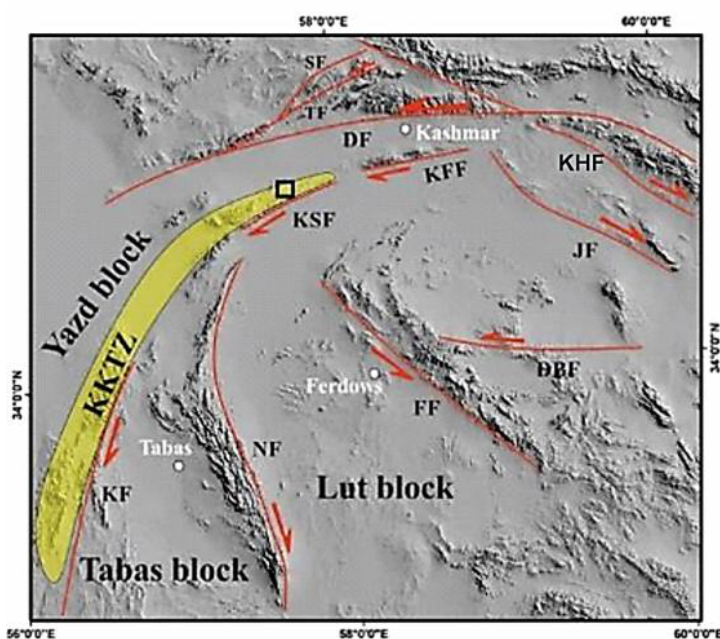 58°0'0"E
60°0'0"E
SF
TF
DF
Kashmar
KFF
KHF
KSF
JF
Yazd block
KKTZ
34°0'0"N
34°0'0"N
DBF
Ferdows
FF
Tabas
NF
KF
Lut block
Tabas block
56°0'0"E
58°0'0"E
60°0'0"E